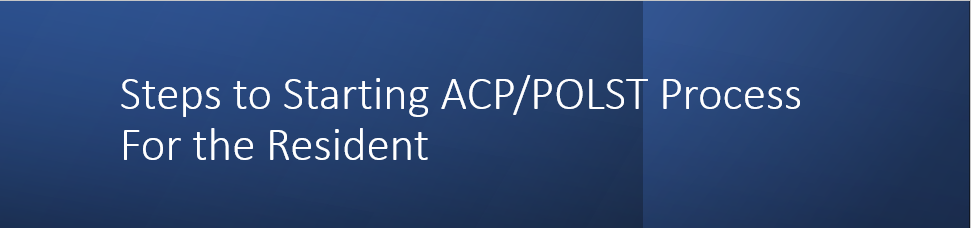 Steps to Starting ACP/POLST Process
For the Resident